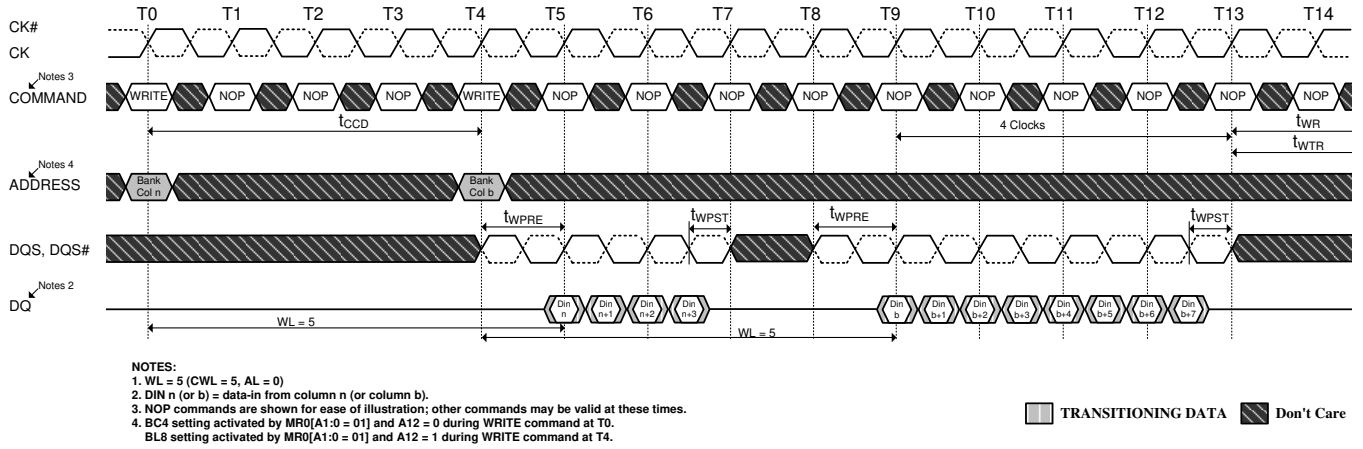 T0 T1 T2 T3 T4 T5 T6 T7 T8 T9 T10 T11 T12 T13 T14
CK#
CK
Notes 3
COMMAND
WRITE NOP NOP NOP WRITE NOP NOP NOP NOP NOP NOP NOP NOP NOP NOP
tCCD
4 Clocks
tWR
tWTR
Notes 4
ADDRESS
Bank Col n
Bank Col b
tWPRE
tWPST
tWPRE
tWPST
DQS, DQS#
Notes 2
DQ
Din n
Din n+1
Din n+2
Din n+3
Din b
Din b+1
Din b+2
Din b+3
Din b+4
Din b+5
Din b+6
Din b+7
WL = 5
WL = 5
NOTES:
1. WL = 5 (CWL = 5, AL = 0)
2. DIN n (or b) = data-in from column n (or column b).
3. NOP commands are shown for ease of illustration; other commands may be valid at these times.
4. BC4 setting activated by MR0[A1:0 = 01] and A12 = 0 during WRITE command at T0.
BL8 setting activated by MR0[A1:0 = 01] and A12 = 1 during WRITE command at T4.
TRANSITIONING DATA
Don't Care